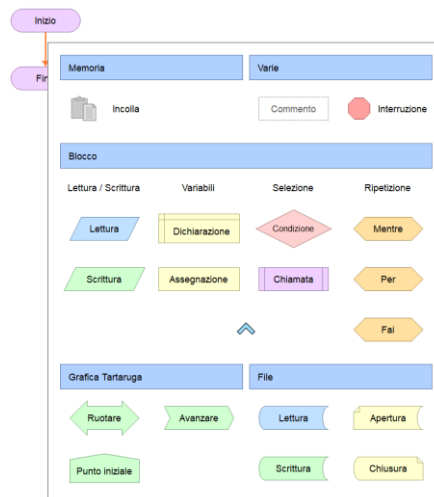 Inizio
Fin
Memoria
Varie
Incolla
Commento
Interruzione
Blocco
Lettura / Scrittura
Variabili
Selezione
Ripetizione
Lettura
Dichiarazione
Condizione
Mentre
Scrittura
Assegnazione
Chiamata
Per
Fai
Grafica Tartaruga
File
Ruotare
Avanzare
Lettura
Apertura
Punto iniziale
Scrittura
Chiusura